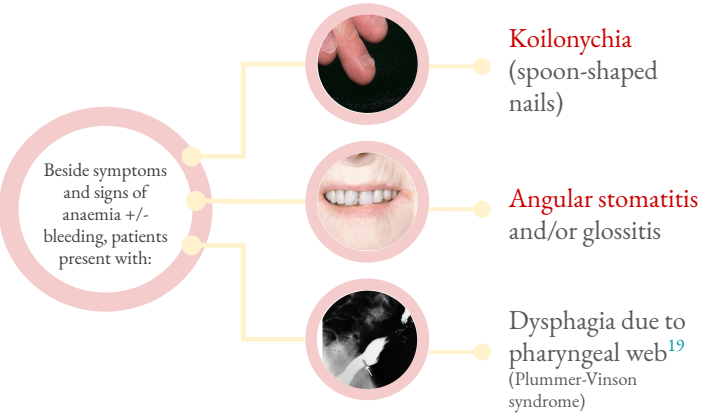 Beside symptoms
and signs of
anaemia +/-
bleeding, patients
present with:
Koilonychia
(spoon-shaped
nails)
Angular stomatitis
and/or glossitis
Dysphagia due to
pharyngeal web19
(Plummer-Vinson
syndrome)